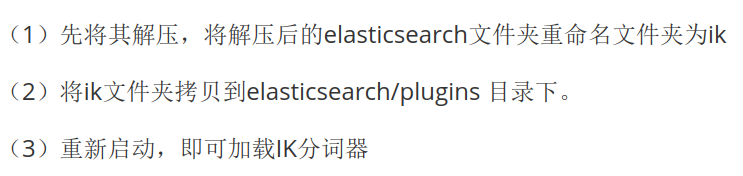 （1）先将其解压，将解压后的elasticsearch文件夹重命名文件夹为ik
（2）将ik文件夹拷贝到elasticsearch/plugins 目录下。
（3）重新启动，即可加载IK分词器